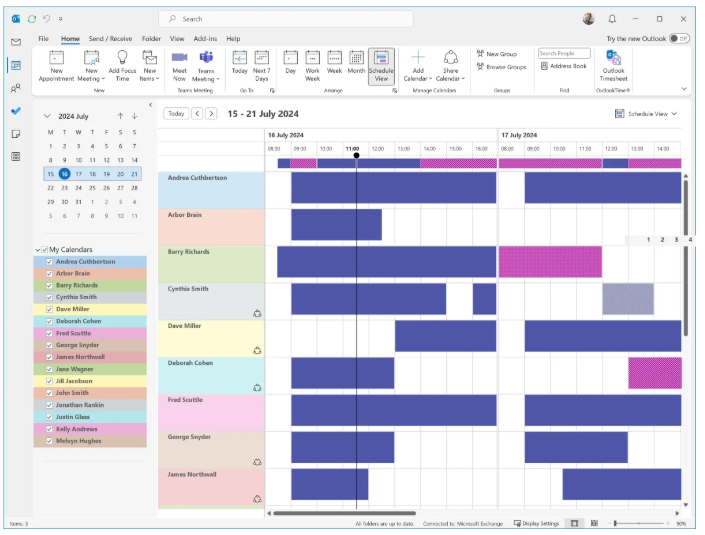 Search
File Home Send / Receive Folder View Add-ins Help
Try the new Outlook Off
New Appointment
New Meeting
Add Focus Time
New Items
New
Meet Now
Teams Meeting
Teams Meeting
Today
Next 7 Days
Go To
Day
Work Week
Week
Month
Schedule View
Arrange
Add Calendar
Share Calendar
Manage Calendars
New Group
Browse Groups
Groups
Search People
Address Book
Find
Outlook Timesheet
OutlookTime
2024 July
M T W T F S S
1 2 3 4 5 6 7
8 9 10 11 12 13 14
15 16 17 18 19 20 21
22 23 24 25 26 27 28
29 30 31 1 2 3 4
5 6 7 8 9 10 11
My Calendars
Andrea Cuthbertson
Arbor Brain
Barry Richards
Cynthia Smith
Dave Miller
Deborah Cohen
Fred Scuttle
George Snyder
James Northwall
Jane Wagner
Jill Jacobson
John Smith
Jonathan Rankin
Justin Glass
Kelly Andrews
Melvyn Hughes
Today 15 - 21 July 2024 Schedule View
16 July 2024 17 July 2024
08:00 09:00 10:00 11:00 12:00 13:00 14:00 15:00 16:00 08:00 09:00 10:00 11:00 12:00 13:00 14:00
Andrea Cuthbertson
Arbor Brain
1 2 3 4
Barry Richards
Cynthia Smith
Dave Miller
Deborah Cohen
Fred Scuttle
George Snyder
James Northwall
Items: 3 All folders are up to date. Connected to: Microsoft Exchange Display Settings 90%